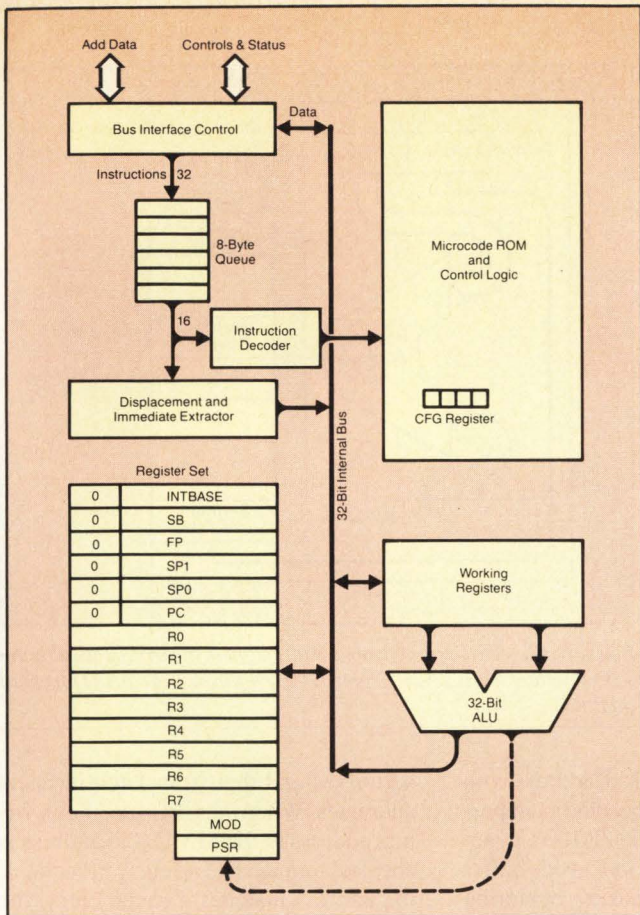 Add Data
Controls & Status
Bus Interface Control
Data
Instructions 32
8-Byte
Queue
Microcode ROM
and
Control Logic
16
Instruction
Decoder
Displacement and
Immediate Extractor
CFG Register
32-Bit Internal Bus
Register Set
0 INTBASE
0 SB
0 FP
0 SP1
0 SP0
0 PC
R0
R1
R2
R3
R4
R5
R6
R7
MOD
PSR
Working
Registers
32-Bit
ALU